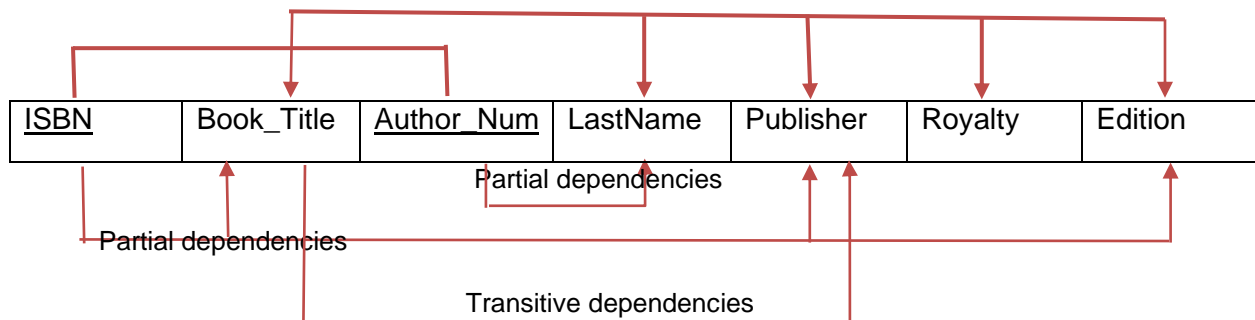 ISBN Book_Title Author_Num LastName Publisher Royalty Edition
Partial dependencies
Partial dependencies
Transitive dependencies